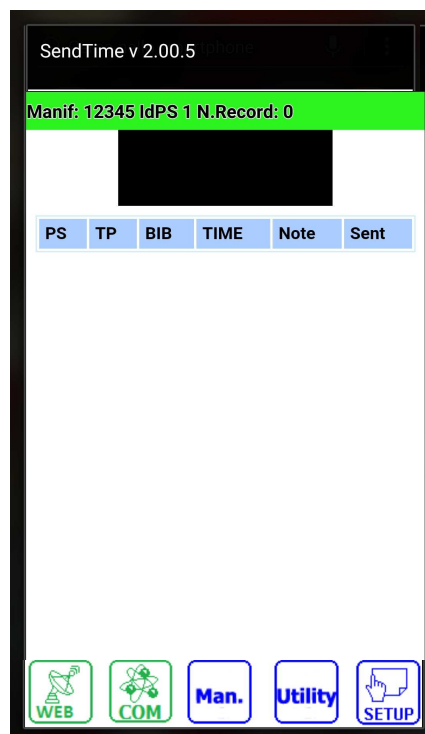 SendTime v 2.00.5
Manif: 12345 IdPS 1 N.Record: 0
PS TP BIB TIME Note Sent
WEB COM Man. Utility SETUP